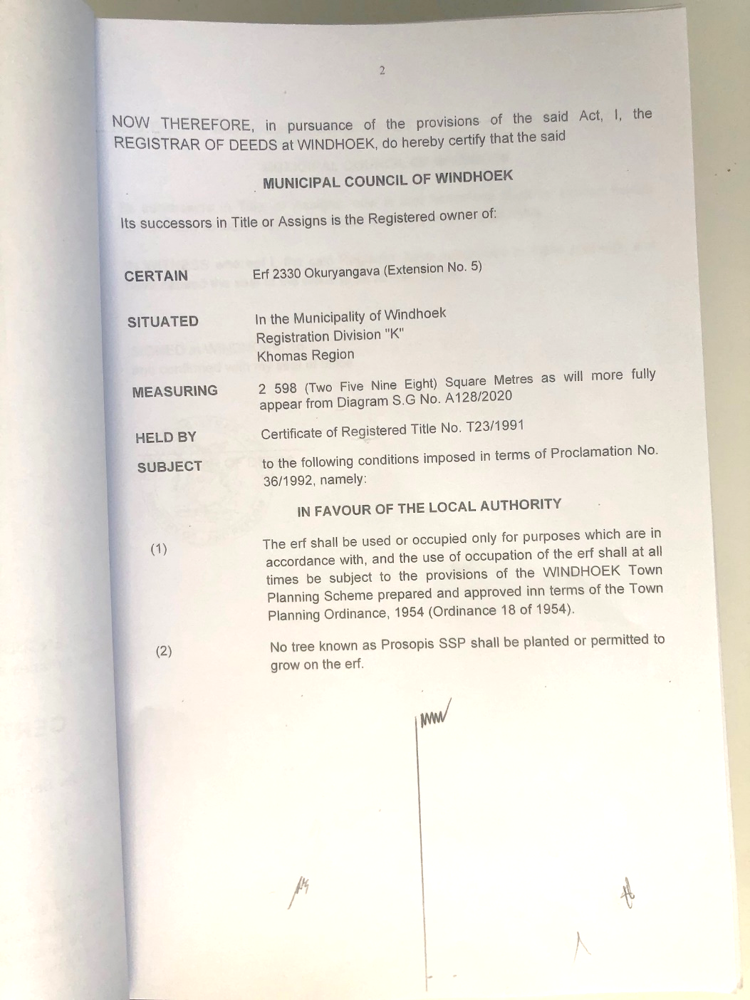 2
NOW THEREFORE, in pursuance of the provisions of the said Act, I, the
REGISTRAR OF DEEDS at WINDHOEK, do hereby certify that the said
MUNICIPAL COUNCIL OF WINDHOEK
Its successors in Title or Assigns is the Registered owner of:
CERTAIN Erf 2330 Okuryangava (Extension No. 5)
SITUATED In the Municipality of Windhoek
Registration Division "K"
Khomas Region
MEASURING 2 598 (Two Five Nine Eight) Square Metres as will more fully
appear from Diagram S.G No. A128/2020
HELD BY Certificate of Registered Title No. T23/1991
SUBJECT to the following conditions imposed in terms of Proclamation No.
36/1992, namely:
IN FAVOUR OF THE LOCAL AUTHORITY
(1) The erf shall be used or occupied only for purposes which are in
accordance with, and the use of occupation of the erf shall at all
times be subject to the provisions of the WINDHOEK Town
Planning Scheme prepared and approved inn terms of the Town
Planning Ordinance, 1954 (Ordinance 18 of 1954).
(2) No tree known as Prosopis SSP shall be planted or permitted to
grow on the erf.